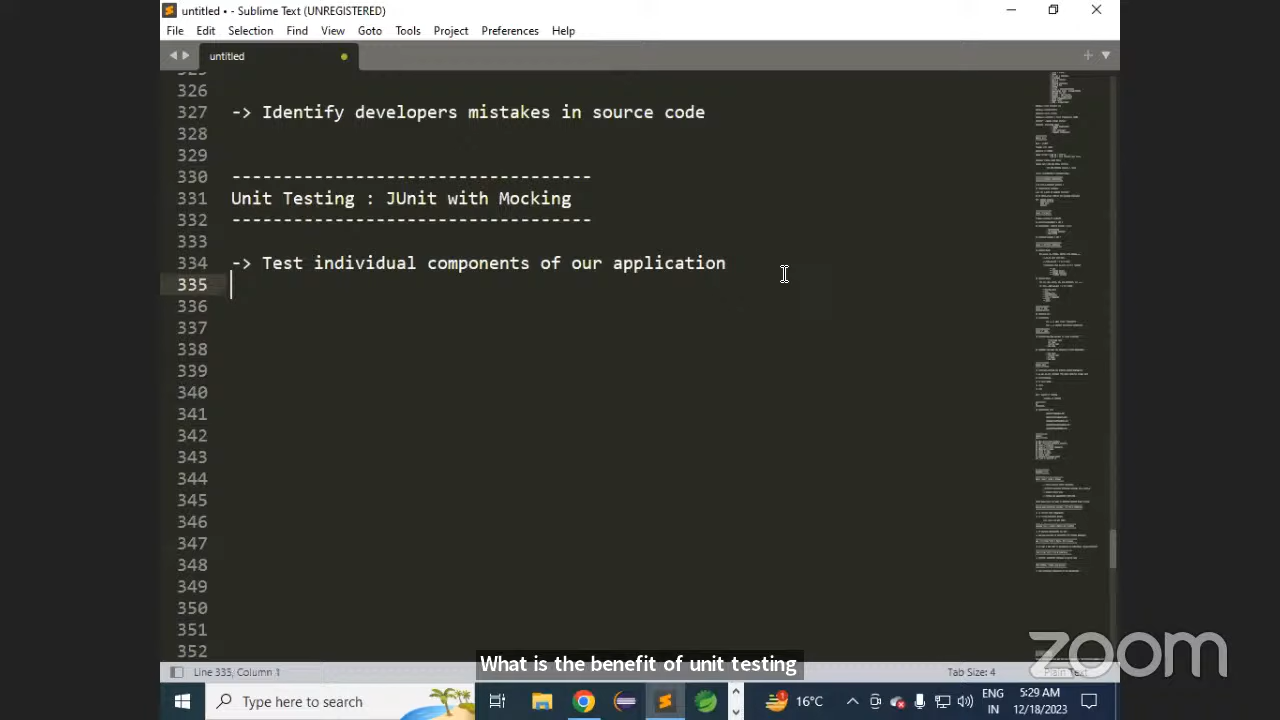 untitled • - Sublime Text (UNREGISTERED)
File Edit Selection Find View Goto Tools Project Preferences Help
untitled
326
327 -> Identify developers mistakes in source code
328
329
330 ----------------------------------
331 Unit Testing : JUnit with Mocking
332 ----------------------------------
333
334 -> Test individual components of our application
335
336
337
338
339
340
341
342
343
344
345
346
347
348
349
350
351
352
What is the benefit of unit testing
Line 335, Column 1
Tab Size: 4
Plain Text
zoom
Type here to search
16°C
ENG
IN
5:29 AM
12/18/2023